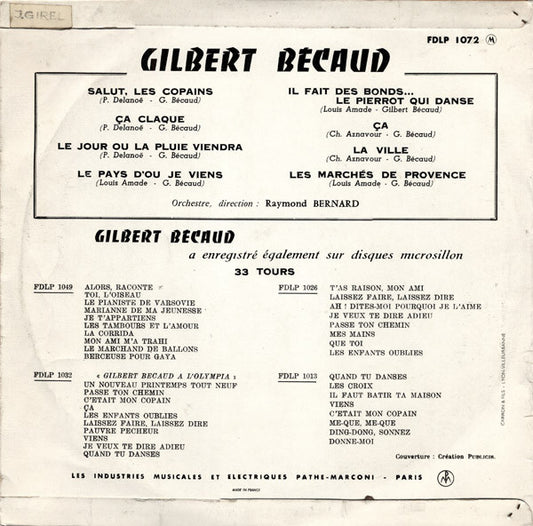 J.GIREL
FDLP 1072 M
GILBERT BÉCAUD
SALUT, LES COPAINS
(P. Delanoë - G. Bécaud)
ÇA CLAQUE
(P. Delanoë - G. Bécaud)
LE JOUR OU LA PLUIE VIENDRA
(P. Delanoë - G. Bécaud)
LE PAYS D'OU JE VIENS
(Louis Amade - G. Bécaud)
IL FAIT DES BONDS...
LE PIERROT QUI DANSE
(Louis Amade - Gilbert Bécaud)
ÇA
(Ch. Aznavour - G. Bécaud)
LA VILLE
(Ch. Aznavour - G. Bécaud)
LES MARCHÉS DE PROVENCE
(Louis Amade - G. Bécaud)
Orchestre, direction : Raymond BERNARD
GILBERT BÉCAUD
a enregistré également sur disques microsillon
33 TOURS
FDLP 1049 ALORS, RACONTE
TOI, L'OISEAU
LE PIANISTE DE VARSOVIE
MARIANNE DE MA JEUNESSE
JE T'APPARTIENS
LES TAMBOURS ET L'AMOUR
LA CORRIDA
MON AMI M'A TRAHI
LE MARCHAND DE BALLONS
BERCEUSE POUR GAYA
FDLP 1026 T'AS RAISON, MON AMI
LAISSEZ FAIRE, LAISSEZ DIRE
AH ! DITES-MOI POURQUOI JE L'AIME
JE VEUX TE DIRE ADIEU
PASSE TON CHEMIN
MES MAINS
QUE TOI
LES ENFANTS OUBLIES
FDLP 1032 « GILBERT BECAUD A L'OLYMPIA »
UN NOUVEAU PRINTEMPS TOUT NEUF
PASSE TON CHEMIN
C'ETAIT MON COPAIN
ÇA
LES ENFANTS OUBLIES
LAISSEZ FAIRE, LAISSEZ DIRE
PAUVRE PECHEUR
VIENS
JE VEUX TE DIRE ADIEU
QUAND TU DANSES
FDLP 1013 QUAND TU DANSES
LES CROIX
IL FAUT BATIR TA MAISON
VIENS
C'ETAIT MON COPAIN
ME-QUE, ME-QUE
DING-DONG, SONNEZ
DONNE-MOI
Couverture : Création PUBLICIS.
LES INDUSTRIES MUSICALES ET ELECTRIQUES PATHE-MARCONI - PARIS
MADE IN FRANCE